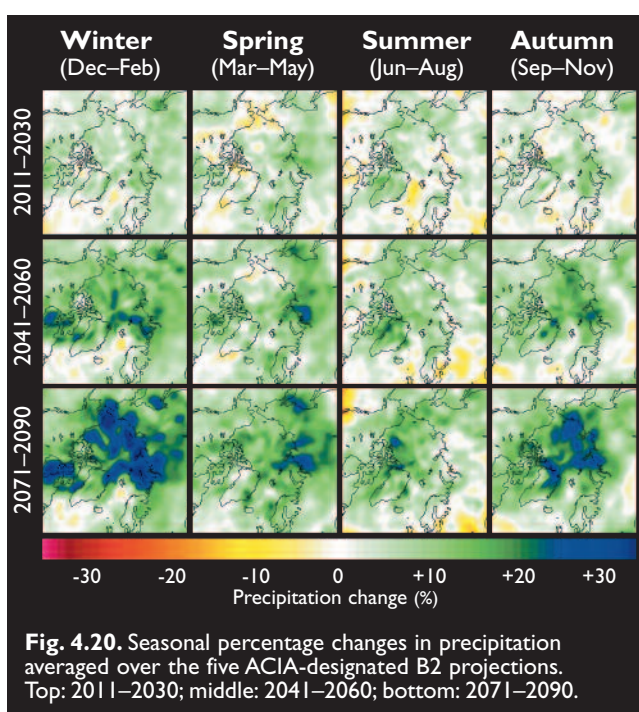 Winter Spring Summer Autumn
(Dec–Feb) (Mar–May) (Jun–Aug) (Sep–Nov)
2011–2030
2041–2060
2071–2090
-30 -20 -10 0 +10 +20 +30
Precipitation change (%)
Fig. 4.20. Seasonal percentage changes in precipitation
averaged over the five ACIA-designated B2 projections.
Top: 2011–2030; middle: 2041–2060; bottom: 2071–2090.